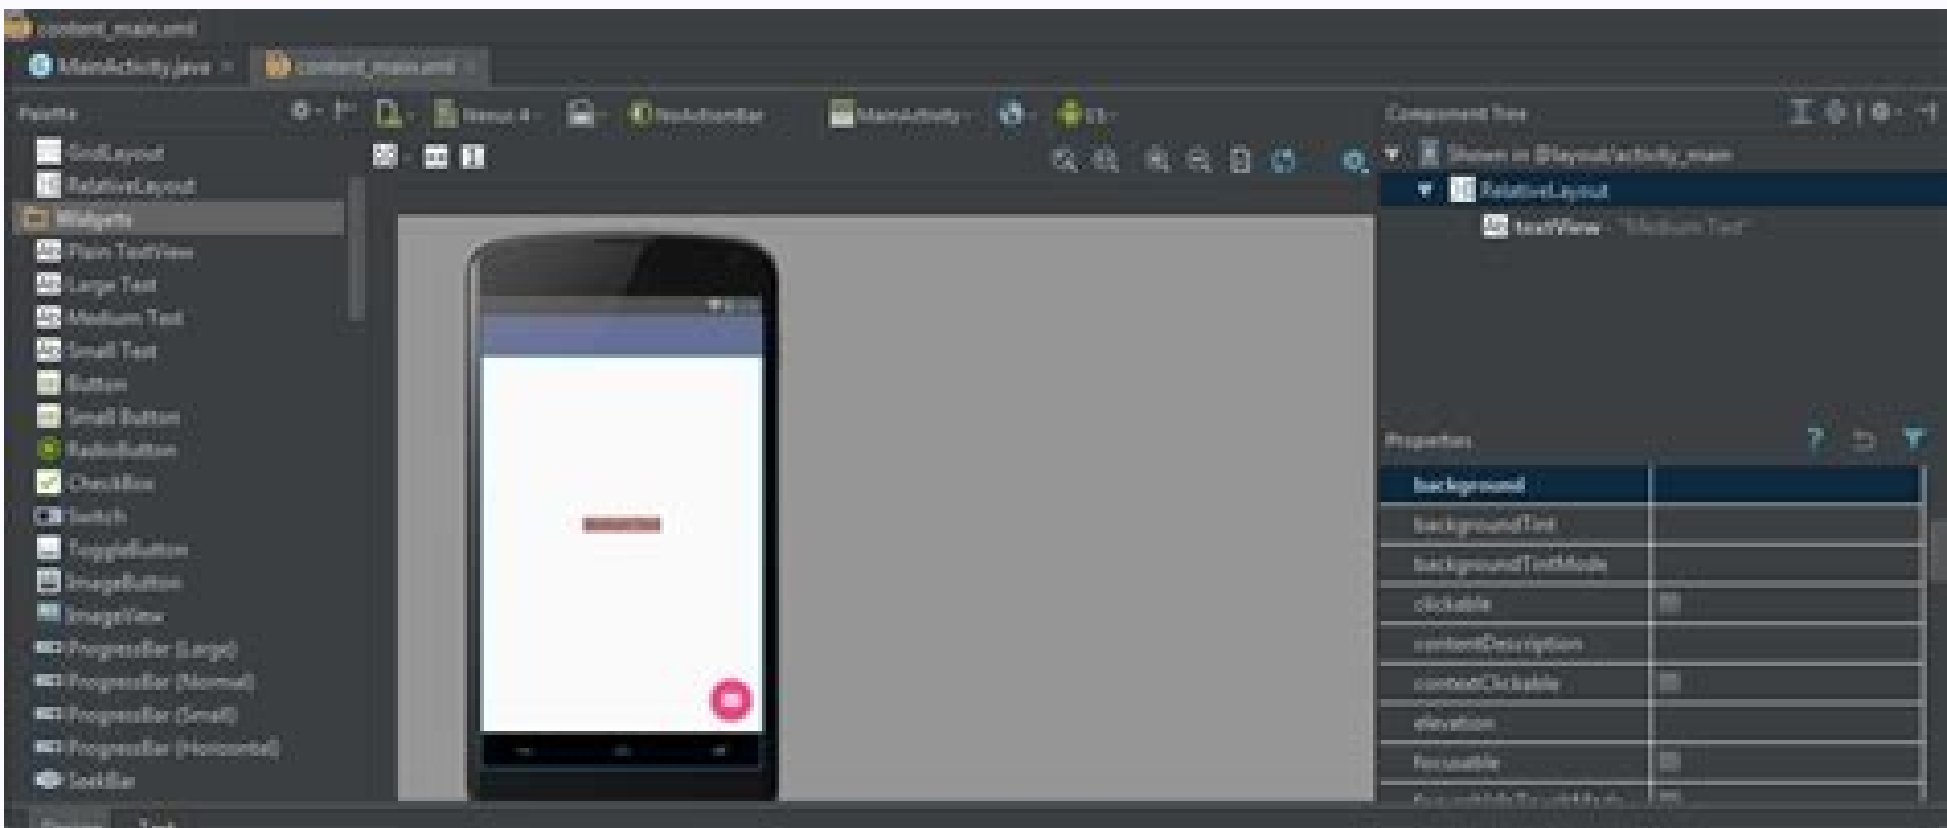 content_main.xml
MainActivity.java
content_main.xml
Palette
Nexus 4
NoActionBar
MainActivity
Component Tree
GridLayout
RelativeLayout
Widgets
Plain TextView
Large Text
Medium Text
Small Text
Button
Small Button
RadioButton
CheckBox
Switch
ToggleButton
ImageButton
ImageView
ProgressBar (Large)
ProgressBar (Normal)
ProgressBar (Small)
ProgressBar (Horizontal)
SeekBar
Shown in @layout/activity_main
RelativeLayout
Ab textView - "Medium Text"
Properties
?
background
backgroundTint
backgroundTintMode
clickable
contentDescription
contextClickable
elevation
focusable
Design Text